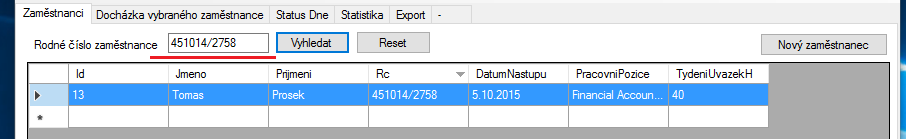 Zaměstnanci Docházka vybraného zaměstnance Status Dne Statistika Export -
Rodné číslo zaměstnance 451014/2758 Vyhledat Reset Nový zaměstnanec
Id Jmeno Prijmeni Rc DatumNastupu PracovniPozice TydeniUvazekH
13 Tomas Prosek 451014/2758 5.10.2015 Financial Accoun... 40
*